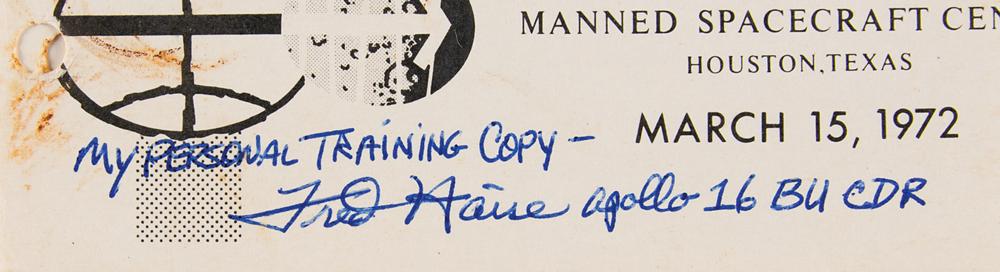 MANNED SPACECRAFT CEN
HOUSTON, TEXAS
MARCH 15, 1972
My PERSONAL TRAINING COPY –
Fred Haise apollo 16 BU CDR